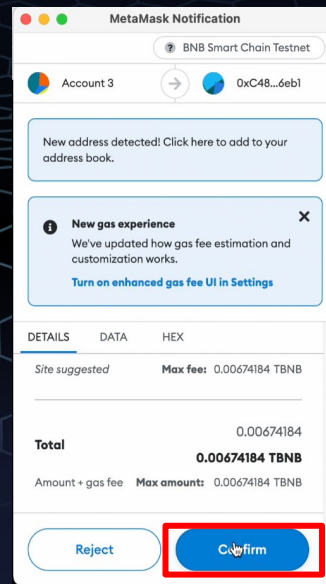 MetaMask Notification
? BNB Smart Chain Testnet
Account 3 0xC48...6eb1
New address detected! Click here to add to your
address book.
New gas experience
We've updated how gas fee estimation and
customization works.
Turn on enhanced gas fee UI in Settings
DETAILS DATA HEX
Site suggested Max fee: 0.00674184 TBNB
0.00674184
Total
0.00674184 TBNB
Amount + gas fee Max amount: 0.00674184 TBNB
Reject Confirm